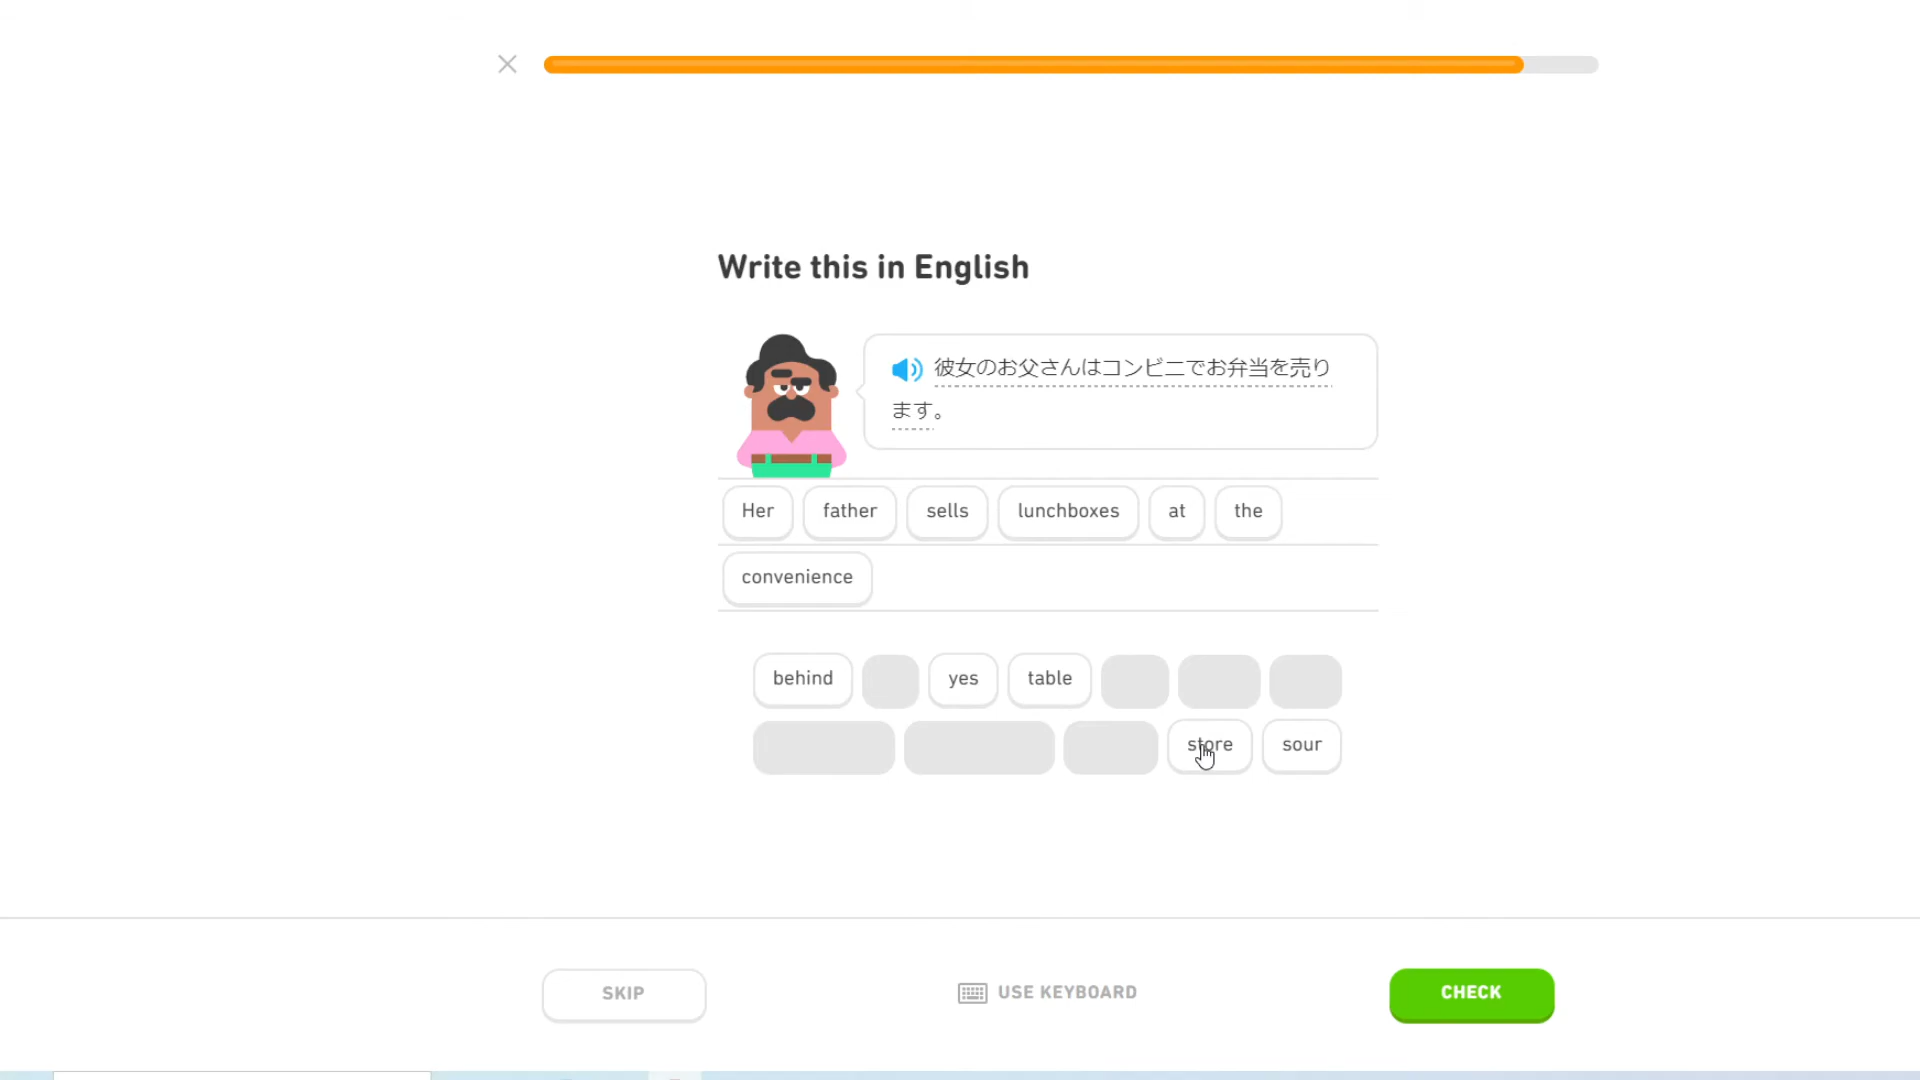 Write this in English
彼女のお父さんはコンビニでお弁当を売り
ます。
Her father sells lunchboxes at the
convenience
behind yes table
store sour
SKIP USE KEYBOARD CHECK